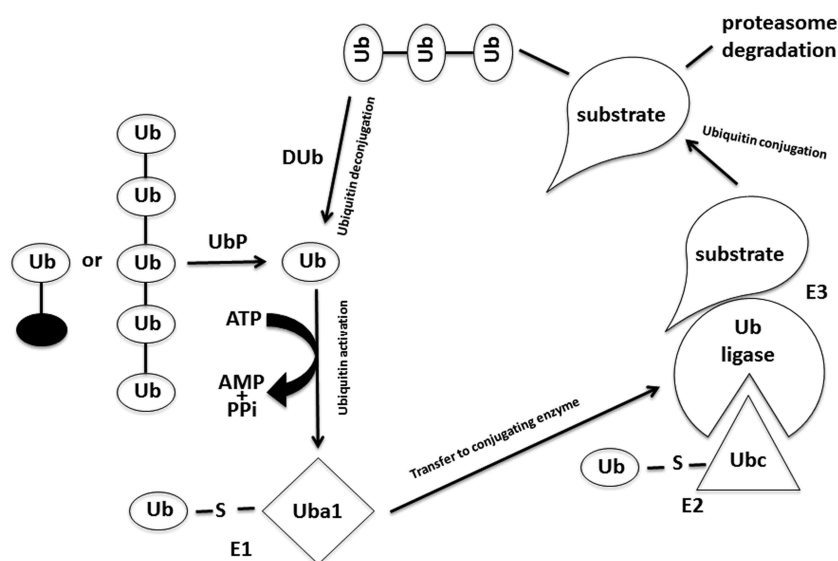 proteasome
degradation
Ub
Ub
Ub
substrate
Ubiquitin conjugation
DUb
Ubiquitin deconjugation
Ub
Ub
Ub
Ub
Ub
Ub
or
UbP
Ub
substrate
E3
Ub
ligase
ATP
AMP
+
PPi
Ubiquitin activation
Transfer to conjugating enzyme
Ub
S
Ubc
E2
Ub
S
Uba1
E1